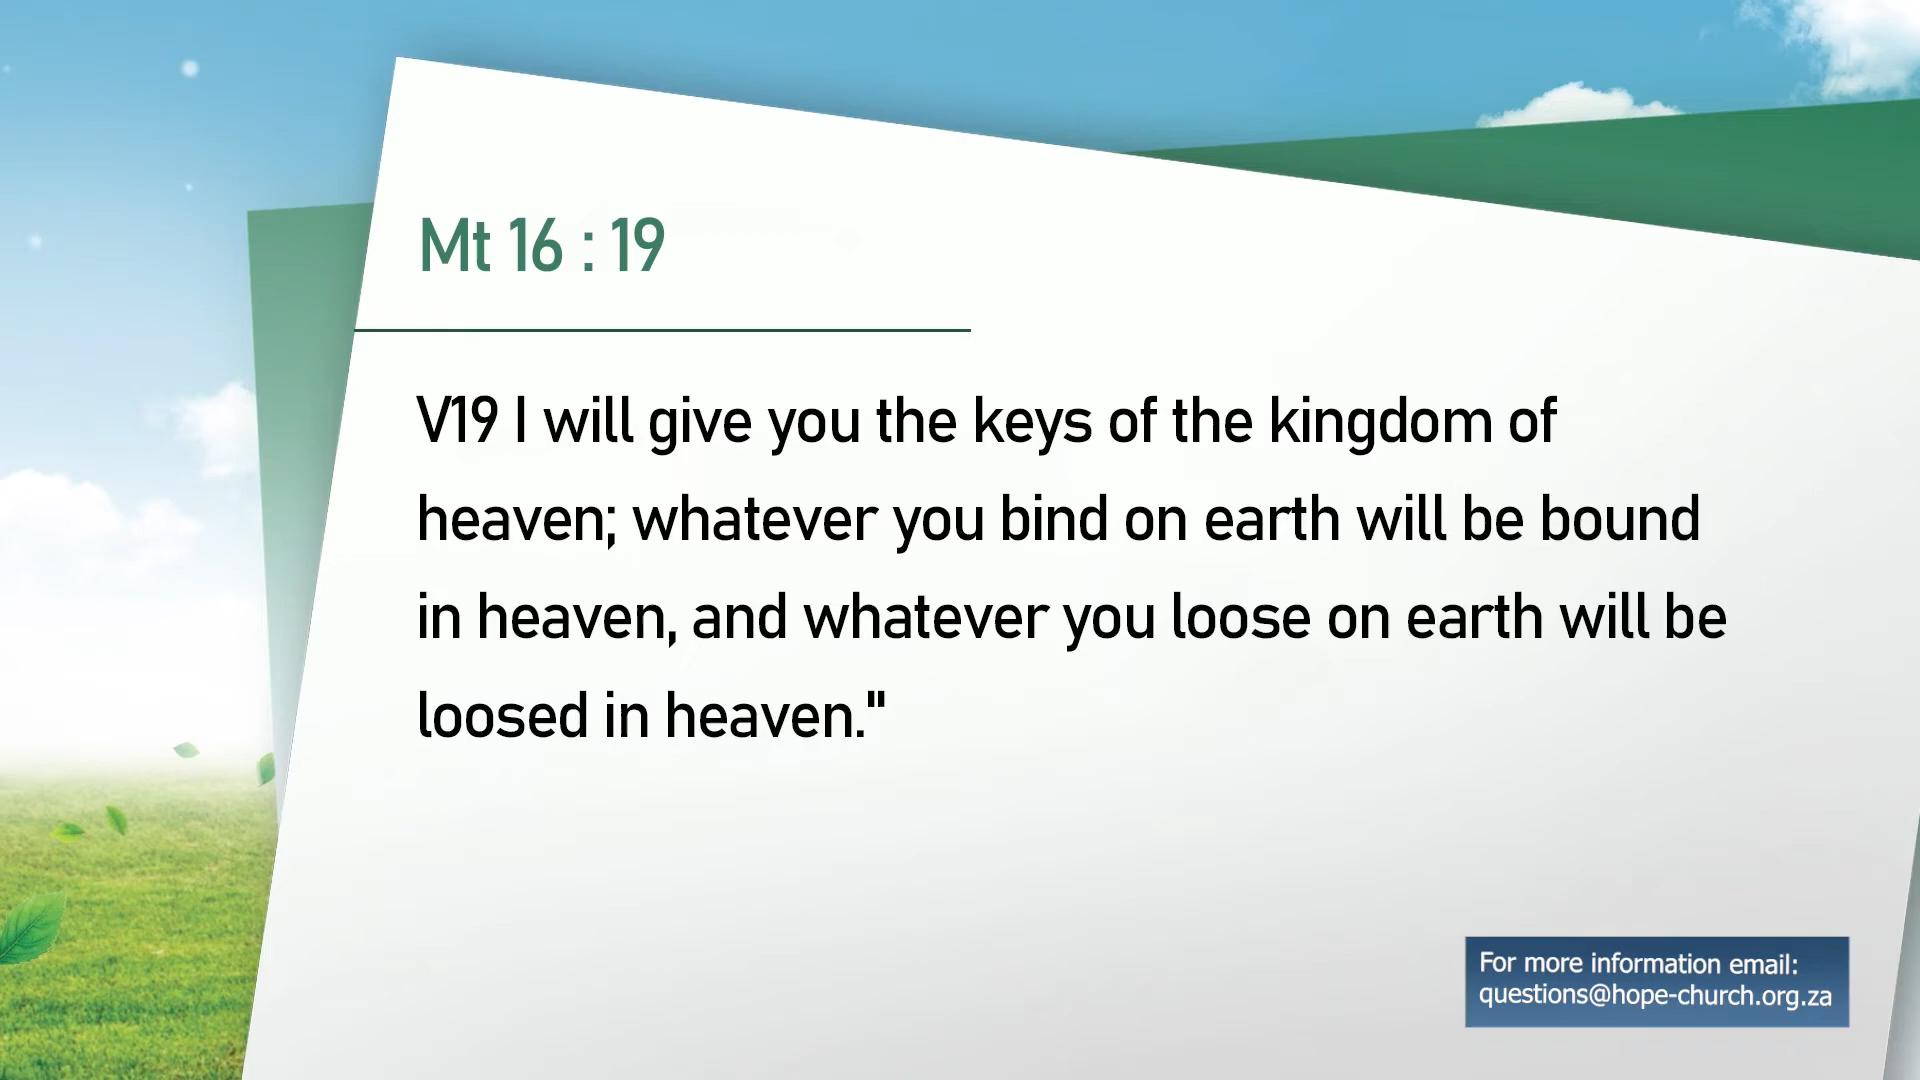 Mt 16 : 19
V19 I will give you the keys of the kingdom of
heaven; whatever you bind on earth will be bound
in heaven, and whatever you loose on earth will be
loosed in heaven."
For more information email:
questions@hope-church.org.za